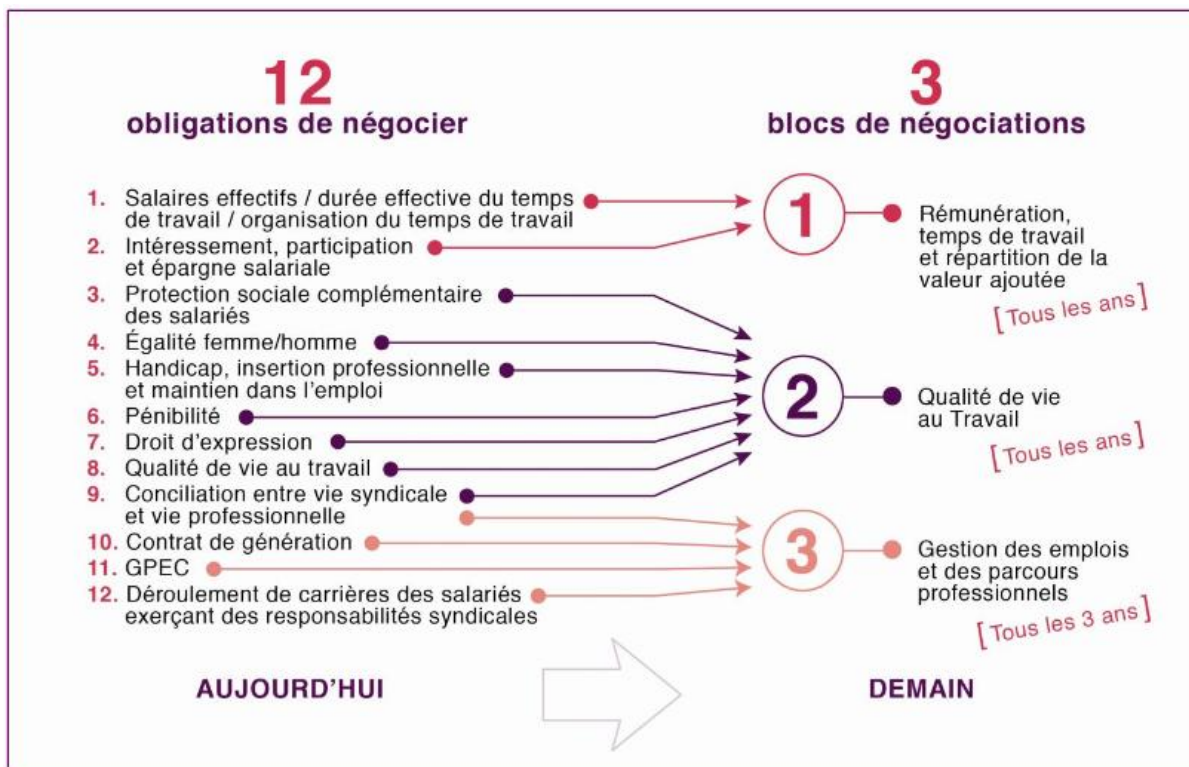 12
obligations de négocier
1. Salaires effectifs / durée effective du temps
de travail / organisation du temps de travail
2. Intéressement, participation
et épargne salariale
3. Protection sociale complémentaire
des salariés
4. Égalité femme/homme
5. Handicap, insertion professionnelle
et maintien dans l'emploi
6. Pénibilité
7. Droit d'expression
8. Qualité de vie au travail
9. Conciliation entre vie syndicale
et vie professionnelle
10. Contrat de génération
11. GPEC
12. Déroulement de carrières des salariés
exerçant des responsabilités syndicales
AUJOURD'HUI
3
blocs de négociations
1
Rémunération,
temps de travail
et répartition de la
valeur ajoutée
[Tous les ans]
2
Qualité de vie
au Travail
[Tous les ans]
3
Gestion des emplois
et des parcours
professionnels
[Tous les 3 ans]
DEMAIN